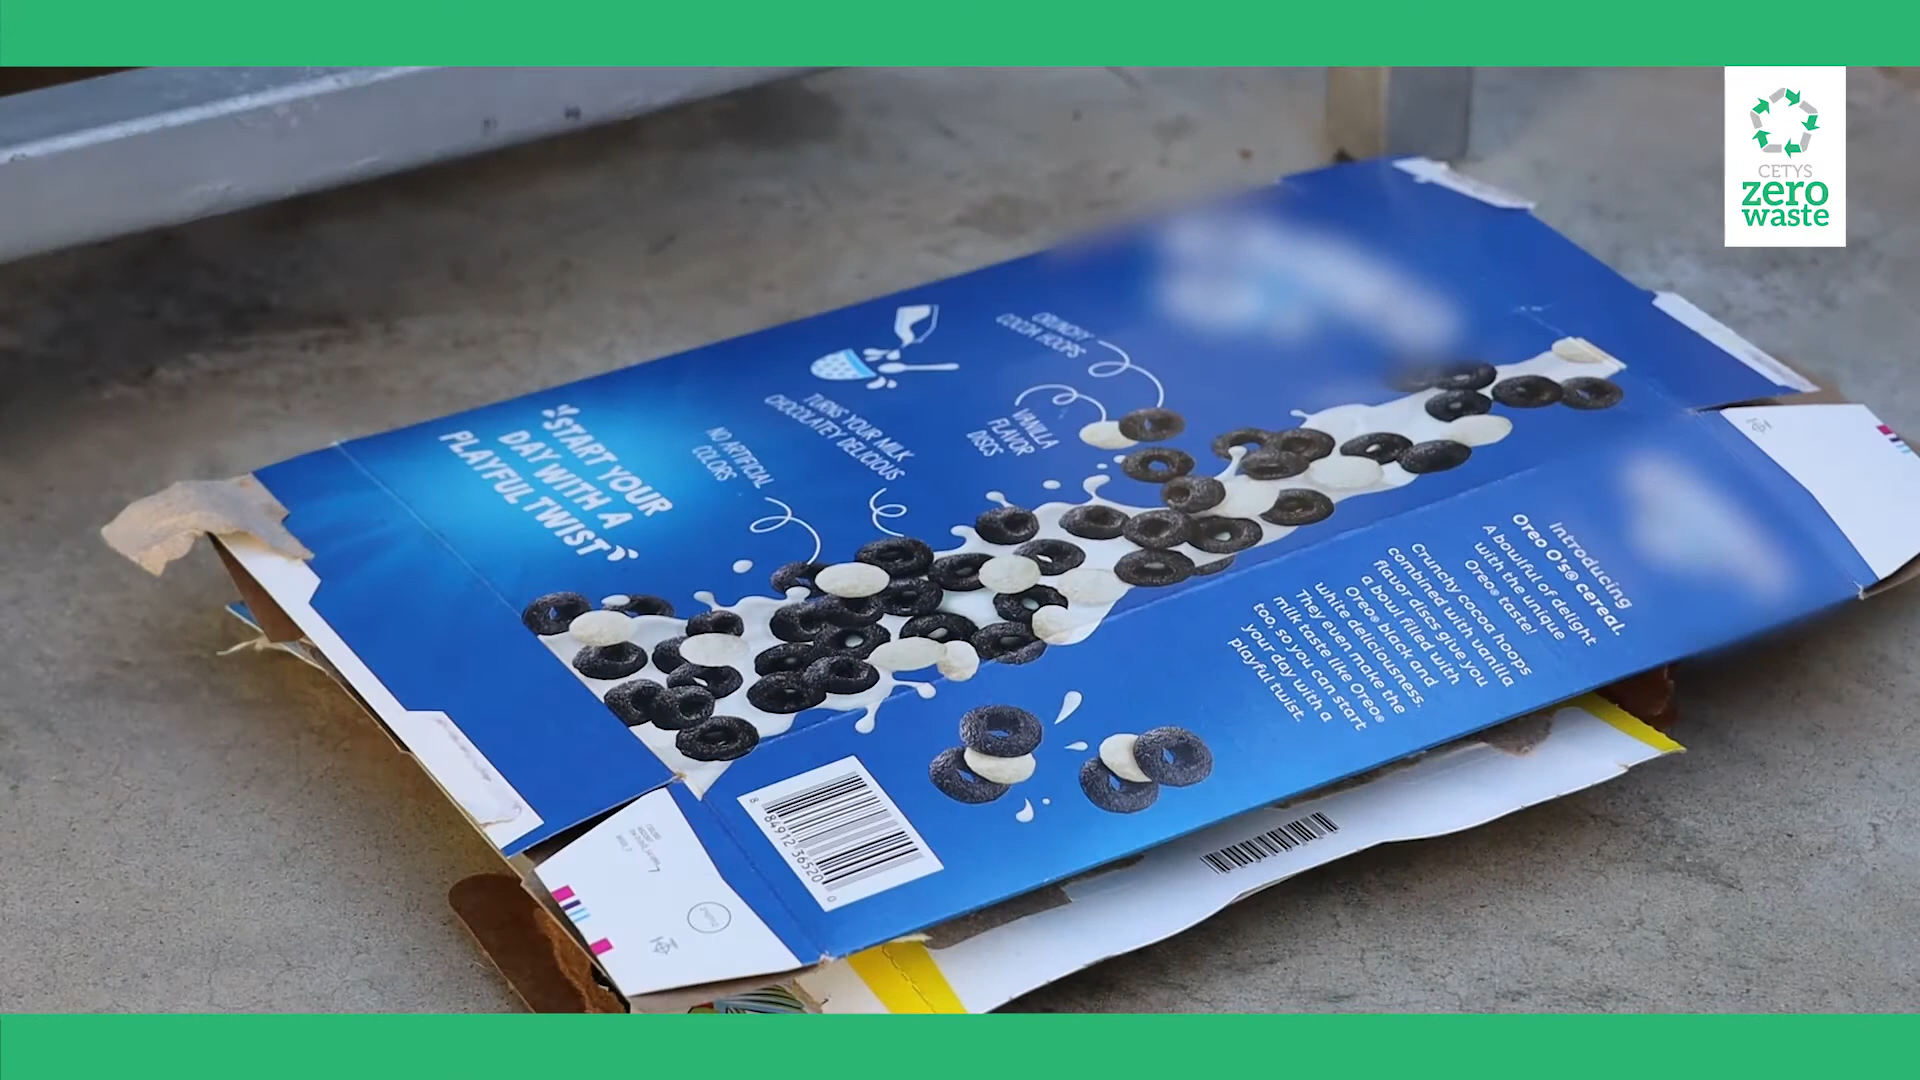 CETYS
zero
waste
CRUNCHY
COCOA HOOPS
VANILLA
FLAVOR
DISCS
TURNS YOUR MILK
CHOCOLATEY DELICIOUS
NO ARTIFICIAL
COLORS
START YOUR
DAY WITH A
PLAYFUL TWIST
Introducing
Oreo O's® cereal.
A bowlful of delight
with the unique
Oreo® taste!
Crunchy cocoa hoops
combined with vanilla
flavor discs give you
a bowl filled with
Oreo® black and
white deliciousness.
They even make the
milk taste like Oreo®
too, so you can start
your day with a
playful twist.
8 84912 36520 0